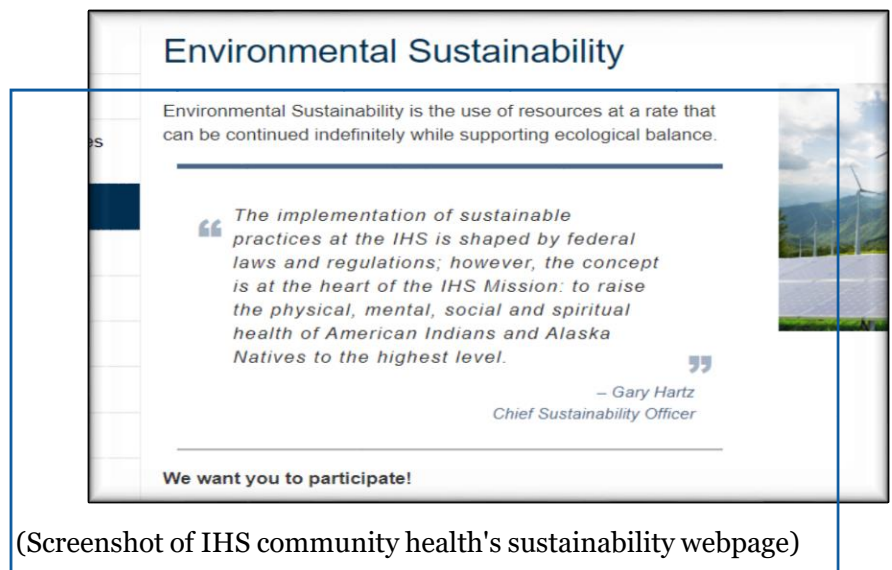 Environmental Sustainability
Environmental Sustainability is the use of resources at a rate that
es
can be continued indefinitely while supporting ecological balance.
“ The implementation of sustainable
practices at the IHS is shaped by federal
laws and regulations; however, the concept
is at the heart of the IHS Mission: to raise
the physical, mental, social and spiritual
health of American Indians and Alaska
Natives to the highest level. ”
– Gary Hartz
Chief Sustainability Officer
We want you to participate!
(Screenshot of IHS community health's sustainability webpage)